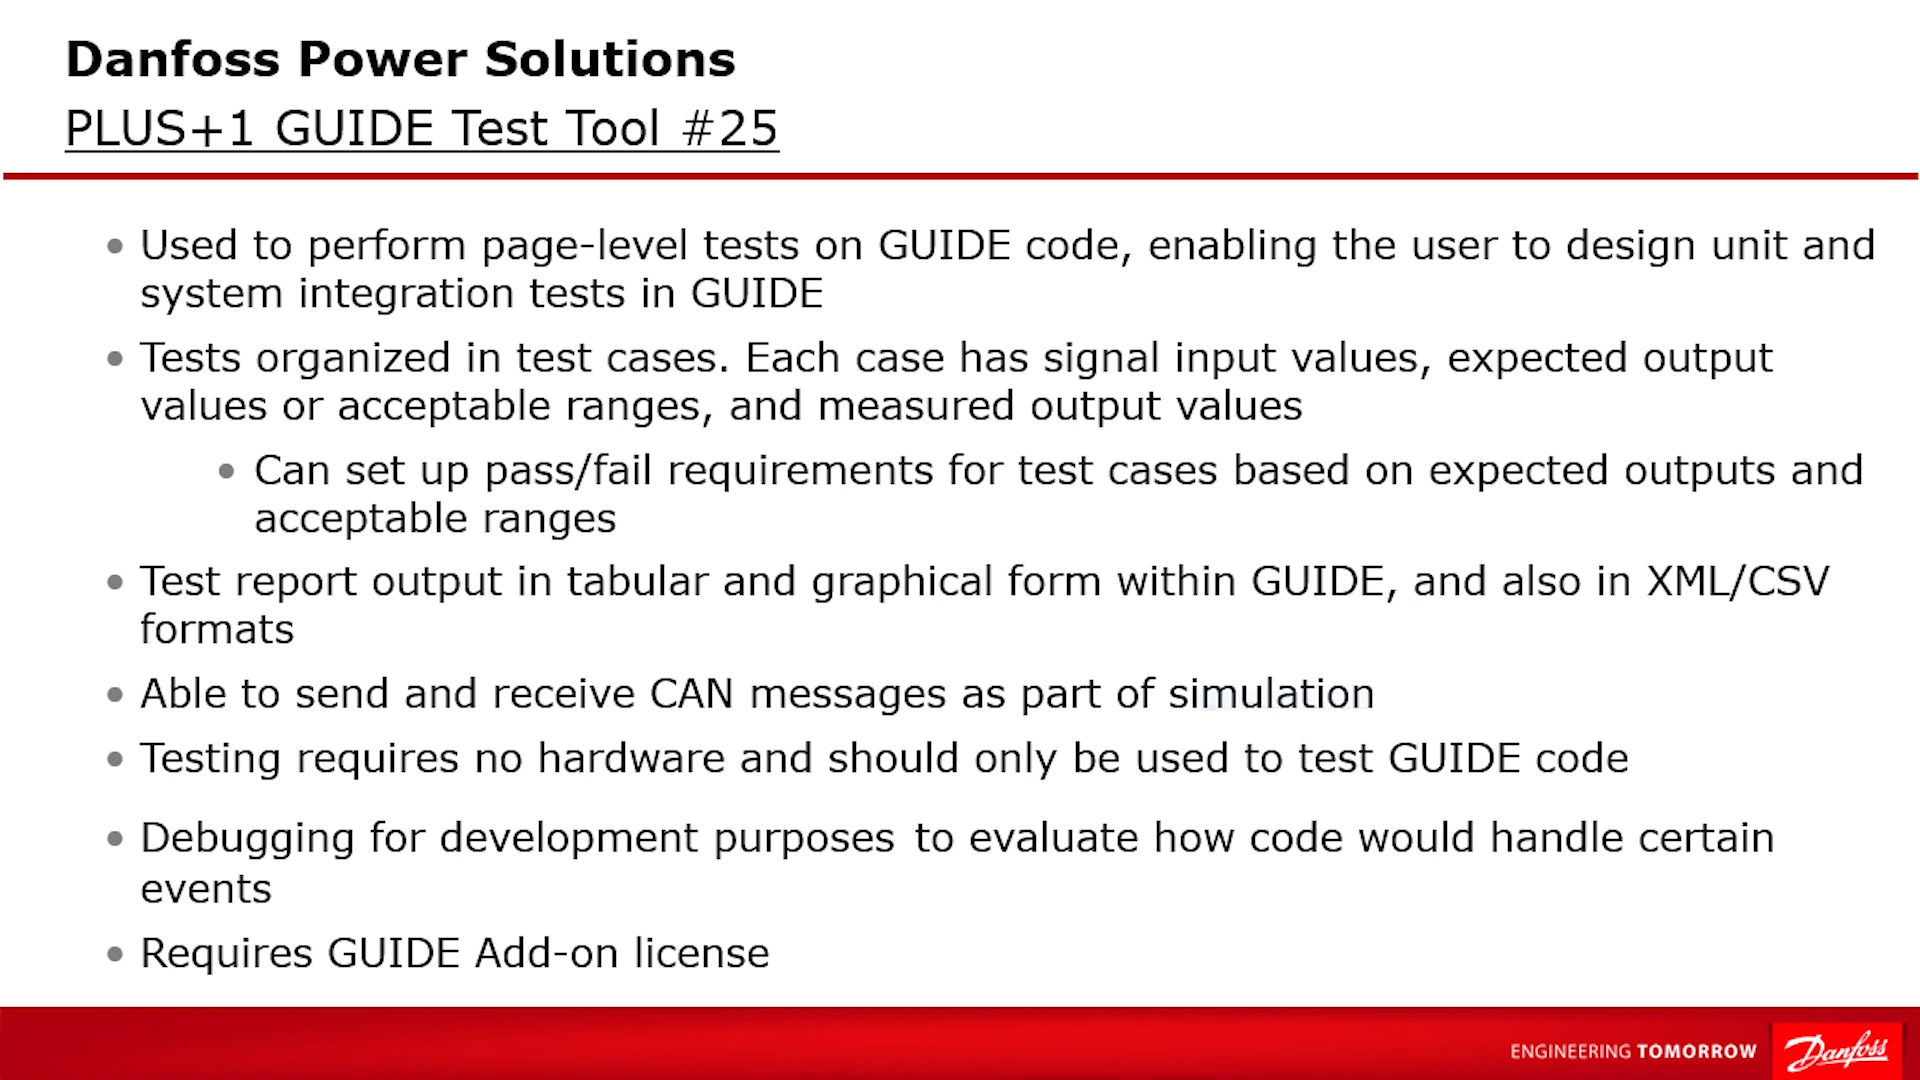 Danfoss Power Solutions
PLUS+1 GUIDE Test Tool #25
• Used to perform page-level tests on GUIDE code, enabling the user to design unit and
system integration tests in GUIDE
• Tests organized in test cases. Each case has signal input values, expected output
values or acceptable ranges, and measured output values
• Can set up pass/fail requirements for test cases based on expected outputs and
acceptable ranges
• Test report output in tabular and graphical form within GUIDE, and also in XML/CSV
formats
• Able to send and receive CAN messages as part of simulation
• Testing requires no hardware and should only be used to test GUIDE code
• Debugging for development purposes to evaluate how code would handle certain
events
• Requires GUIDE Add-on license
ENGINEERING TOMORROW
Danfoss